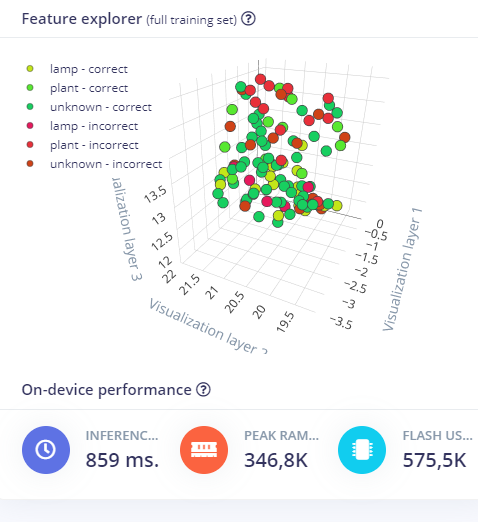 Feature explorer (full training set) ?
lamp - correct
plant - correct
unknown - correct
lamp - incorrect
plant - incorrect
unknown - incorrect
13.5
13
12.5
12
22
21.5
21
20.5
20
19.5
0
−0.5
−1
−1.5
−2
−2.5
−3
−3.5
ualization layer 3
Visualization layer
Visualization layer 1
On-device performance ?
INFERENC...
859 ms.
PEAK RAM...
346,8K
FLASH US...
575,5K